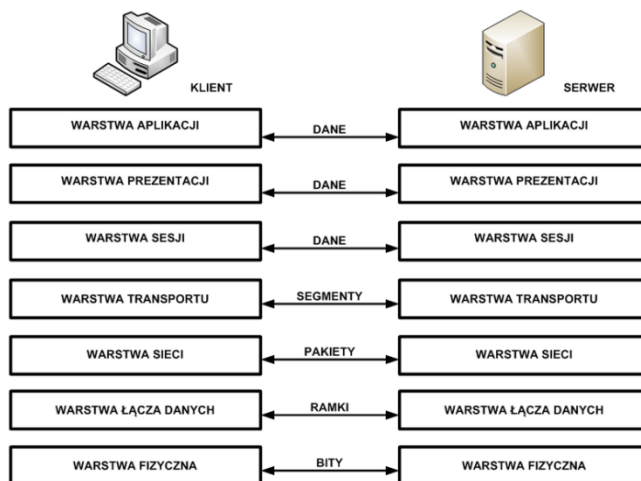 KLIENT
SERWER
WARSTWA APLIKACJI
DANE
WARSTWA APLIKACJI
WARSTWA PREZENTACJI
DANE
WARSTWA PREZENTACJI
WARSTWA SESJI
DANE
WARSTWA SESJI
WARSTWA TRANSPORTU
SEGMENTY
WARSTWA TRANSPORTU
WARSTWA SIECI
PAKIETY
WARSTWA SIECI
WARSTWA ŁĄCZA DANYCH
RAMKI
WARSTWA ŁĄCZA DANYCH
WARSTWA FIZYCZNA
BITY
WARSTWA FIZYCZNA